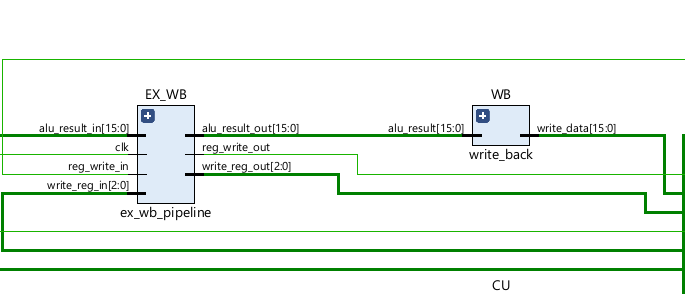 EX_WB
alu_result_in[15:0]
clk
reg_write_in
write_reg_in[2:0]
alu_result_out[15:0]
reg_write_out
write_reg_out[2:0]
ex_wb_pipeline
WB
alu_result[15:0]
write_data[15:0]
write_back
CU